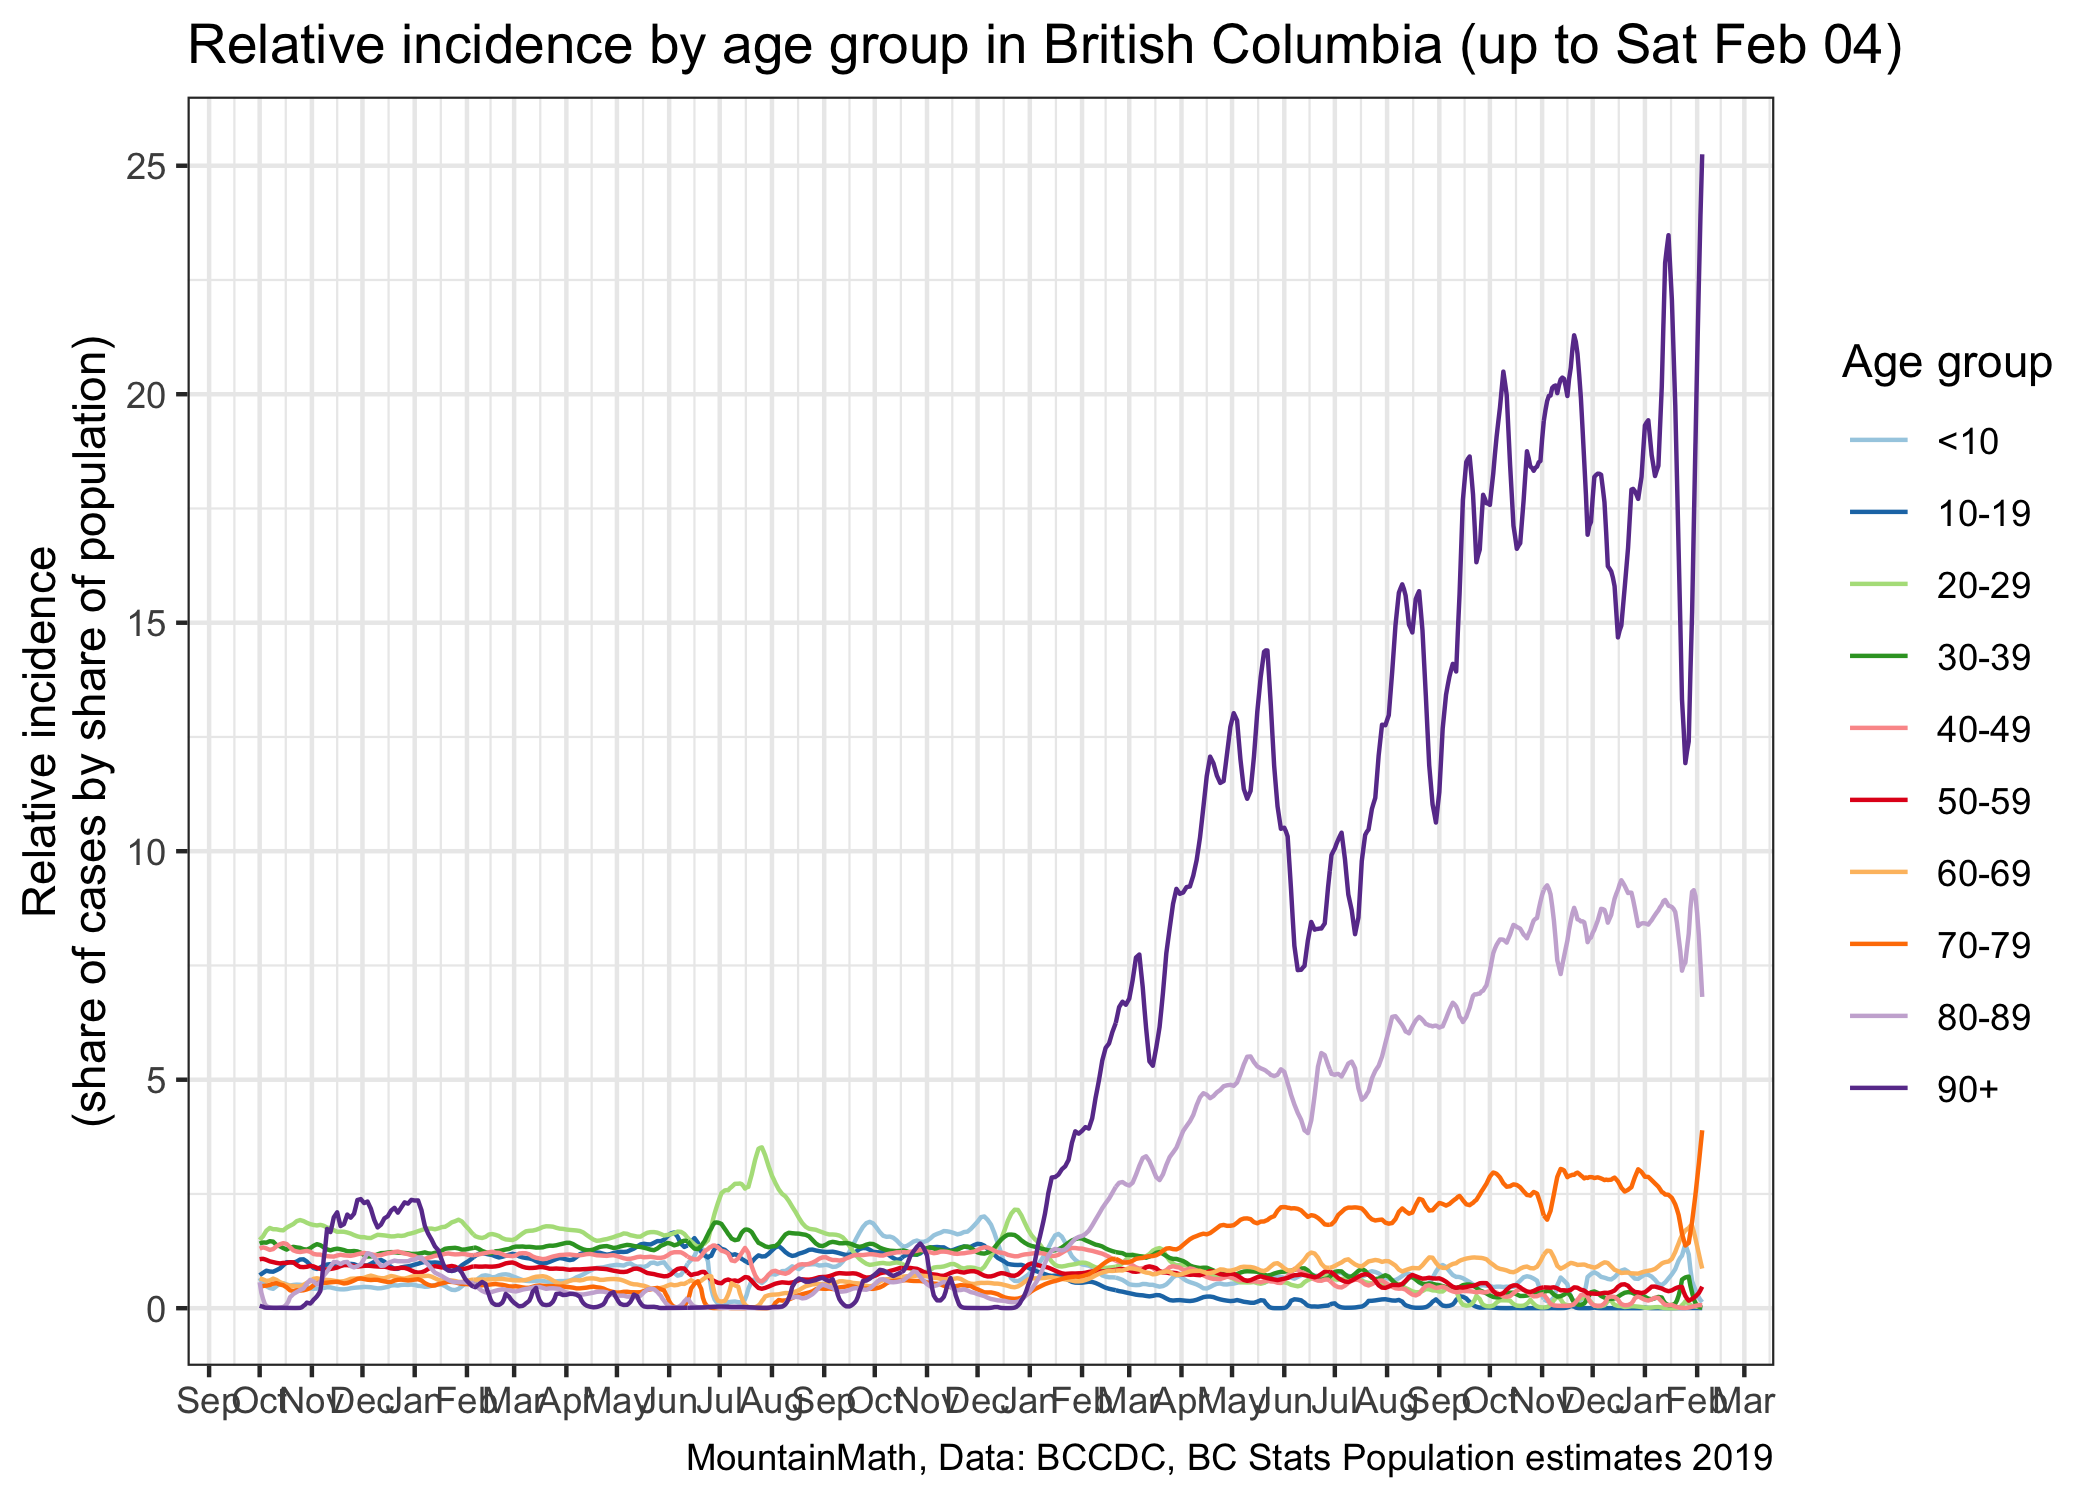 Relative incidence by age group in British Columbia (up to Sat Feb 04)
Relative incidence
(share of cases by share of population)
25
20
15
10
5
0
Sep Oct Nov Dec Jan Feb Mar Apr May Jun Jul Aug Sep Oct Nov Dec Jan Feb Mar Apr May Jun Jul Aug Sep Oct Nov Dec Jan Feb Mar
Age group
<10
10-19
20-29
30-39
40-49
50-59
60-69
70-79
80-89
90+
MountainMath, Data: BCCDC, BC Stats Population estimates 2019